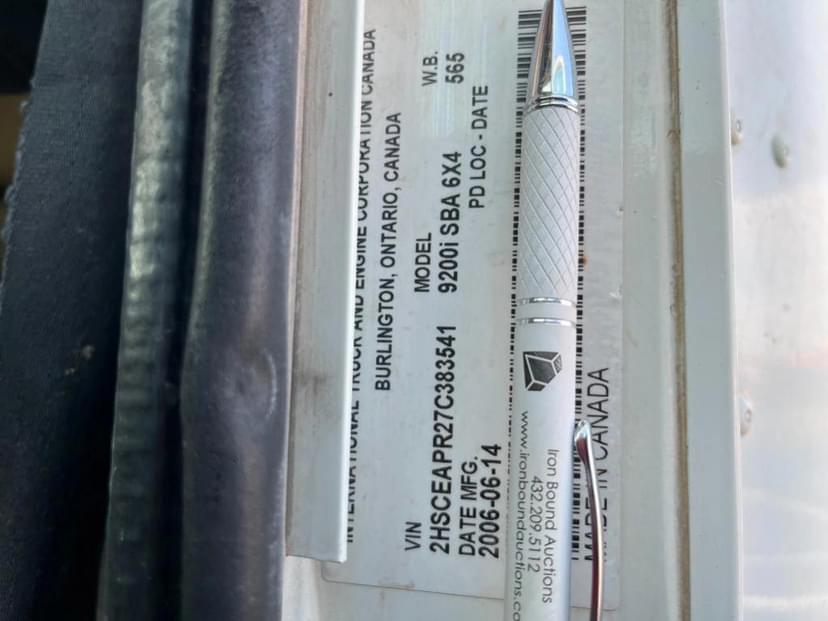 INTERNATIONAL TRUCK AND ENGINE CORPORATION CANADA
BURLINGTON, ONTARIO, CANADA
VIN MODEL W.B.
2HSCEAPR27C383541 9200i SBA 6X4 565
DATE MFG. PD LOC - DATE
2006-06-14
MADE IN CANADA
Iron Bound Auctions
432.209.5112
www.ironboundauctions.co